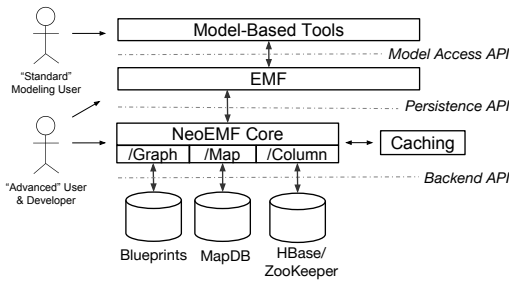 Model-Based Tools
Model Access API
"Standard"
Modeling User
EMF
Persistence API
NeoEMF Core
/Graph
/Map
/Column
Caching
"Advanced" User
& Developer
Backend API
Blueprints
MapDB
HBase/
ZooKeeper